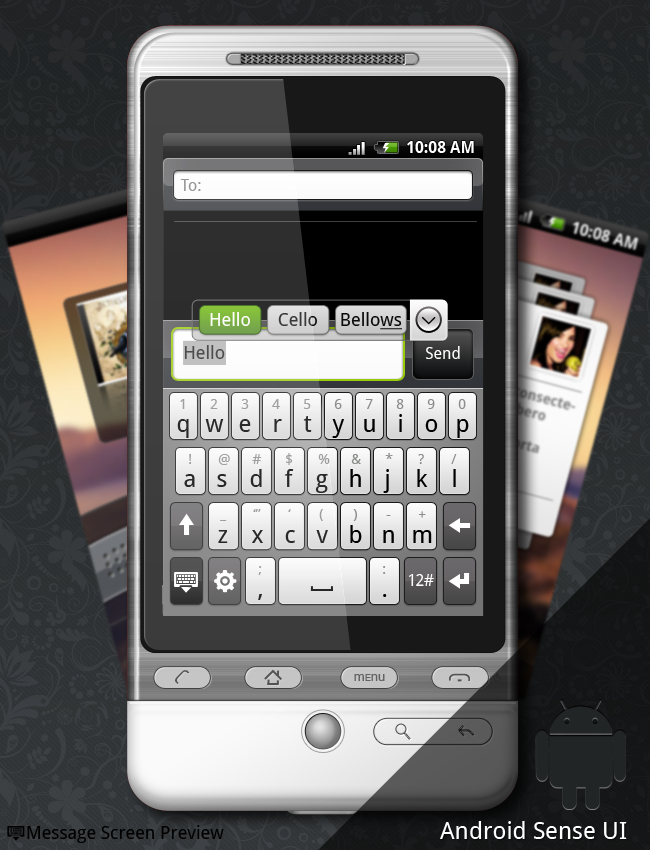 10:08 AM
10:08 AM
To:
Hello Cello Bellows
Hello
Send
consecte-
bero
rta
1 2 3 4 5 6 7 8 9 0
q w e r t y u i o p
! @ # $ % & * ? /
a s d f g h j k l
_ “” ‘ ( ) - +
z x c v b n m
; :
, . 12#
MENU
Message Screen Preview
Android Sense UI